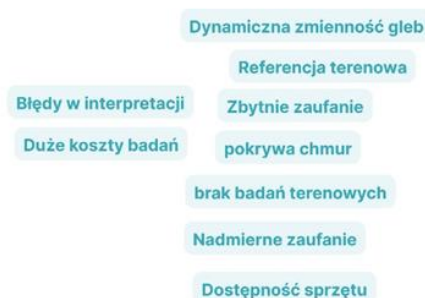 Dynamiczna zmienność gleb
Referencja terenowa
Błędy w interpretacji
Zbytnie zaufanie
Duże koszty badań
pokrywa chmur
brak badań terenowych
Nadmierne zaufanie
Dostępność sprzętu